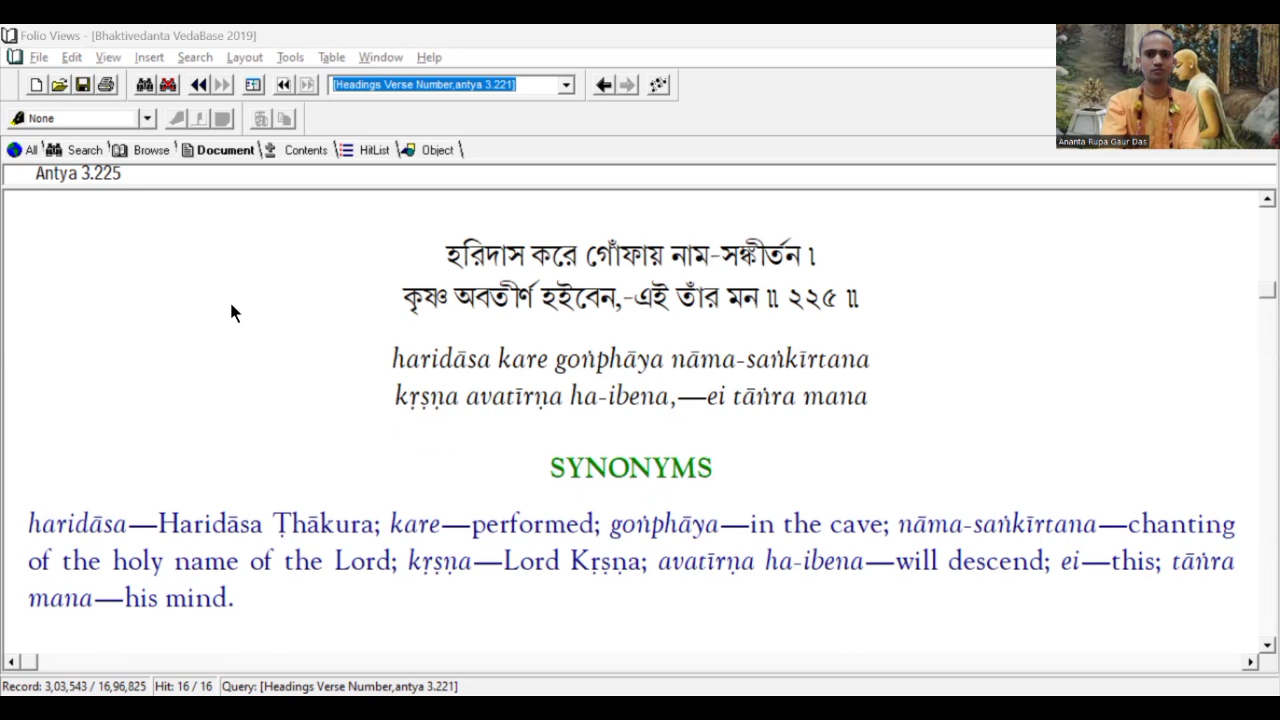 Folio Views - [Bhaktivedanta VedaBase 2019]
File Edit View Insert Search Layout Tools Table Window Help
[Headings Verse Number,antya 3.221]
None
All Search Browse Document Contents HitList Object
Ananta Rupa Gaur Das
Antya 3.225
হরিদাস করে গোঁফায় নাম-সঙ্কীর্তন ৷
কৃষ্ণ অবতীর্ণ হইবেন,-এই তাঁর মন ॥ ২২৫ ॥
haridāsa kare goṅphāya nāma-saṅkīrtana
kṛṣṇa avatīrṇa ha-ibena,—ei tāṅra mana
SYNONYMS
haridāsa—Haridāsa Ṭhākura; kare—performed; goṅphāya—in the cave; nāma-saṅkīrtana—chanting
of the holy name of the Lord; kṛṣṇa—Lord Kṛṣṇa; avatīrṇa ha-ibena—will descend; ei—this; tāṅra
mana—his mind.
Record: 3,03,543 / 16,96,825 Hit: 16 / 16 Query: [Headings Verse Number,antya 3.221]